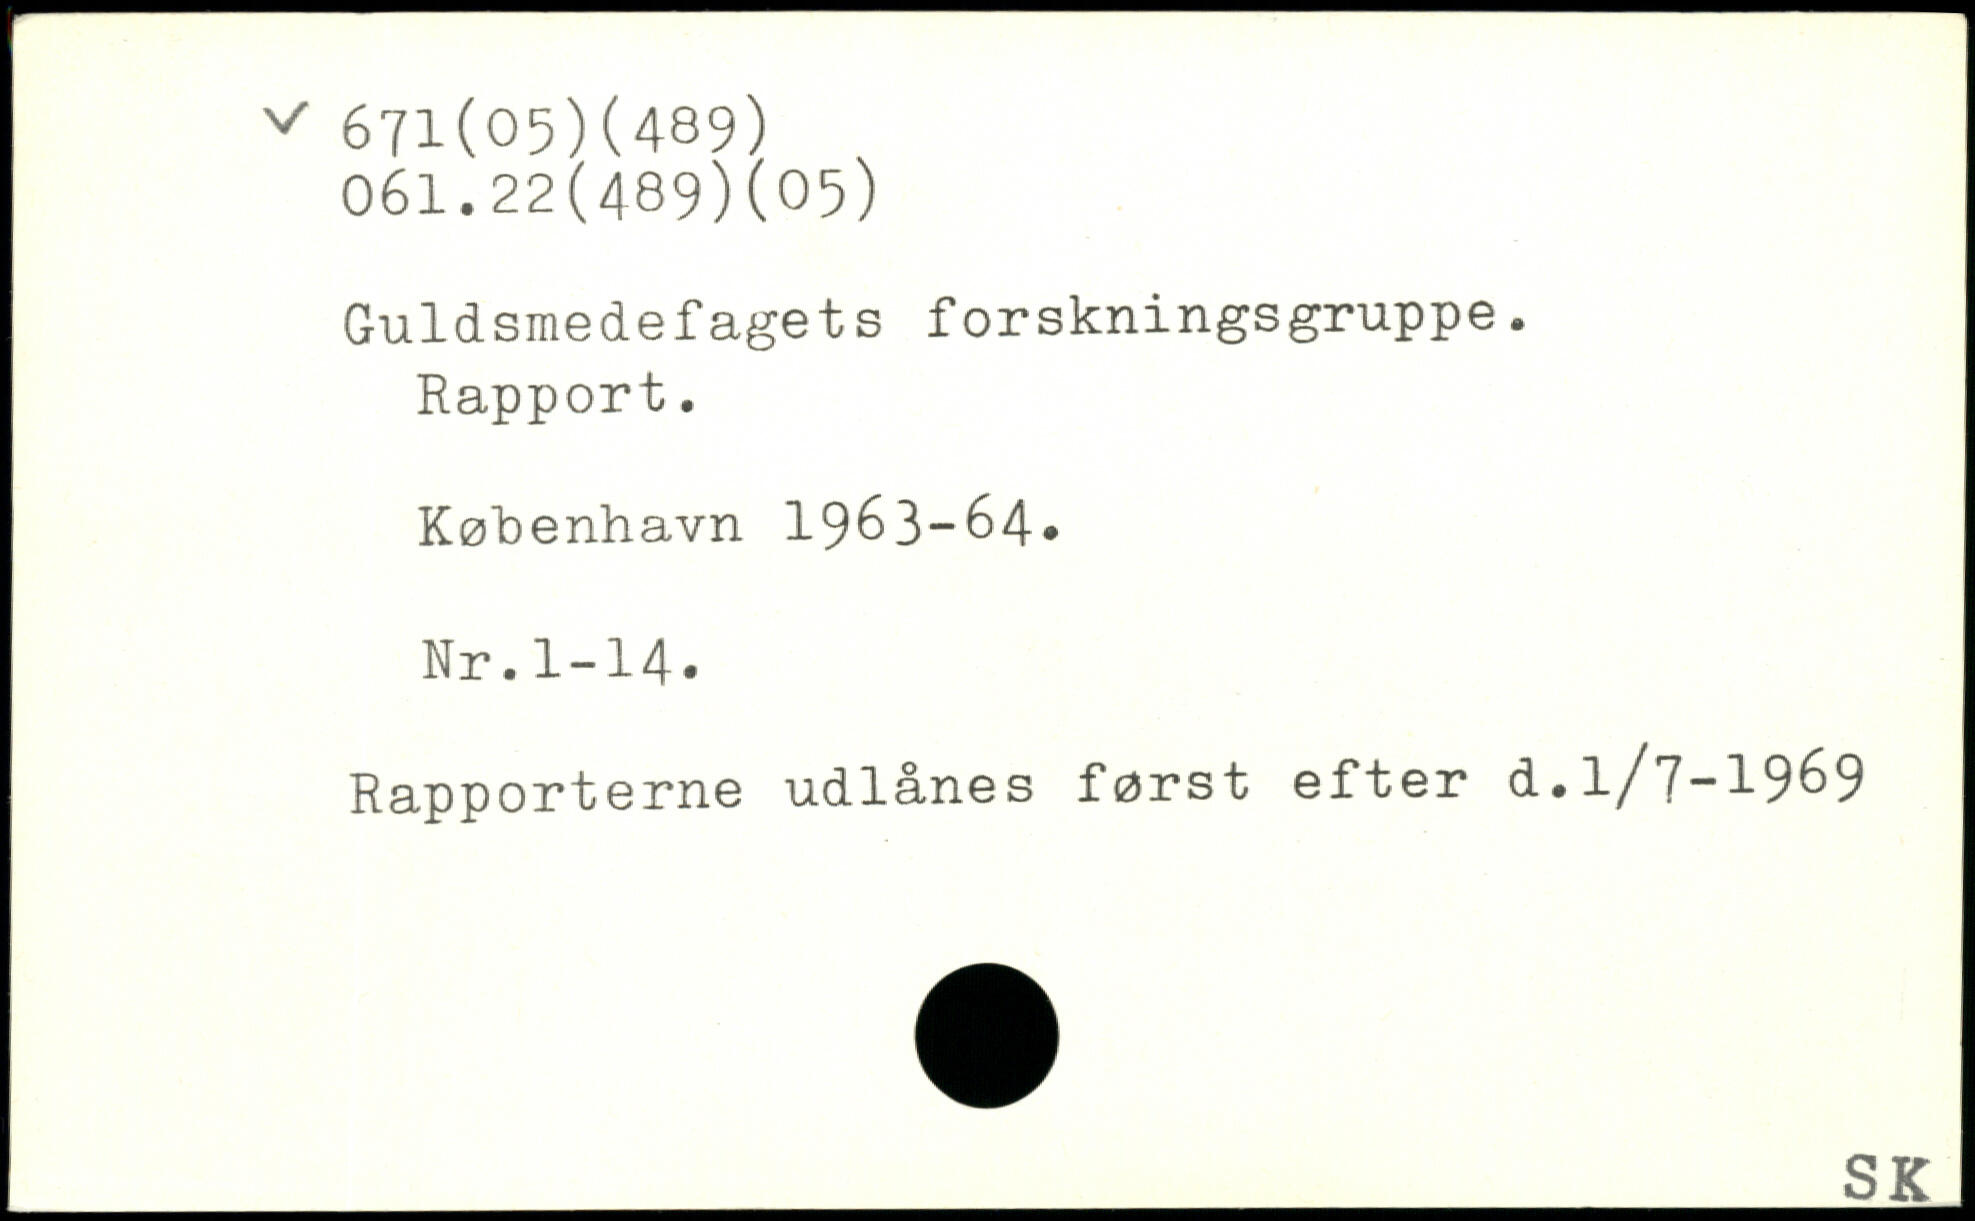 ✓ 671(05)(489)
061.22(489)(05)
Guldsmedefagets forskningsgruppe.
Rapport.
København 1963-64.
Nr.1-14.
Rapporterne udlånes først efter d.1/7-1969
SK